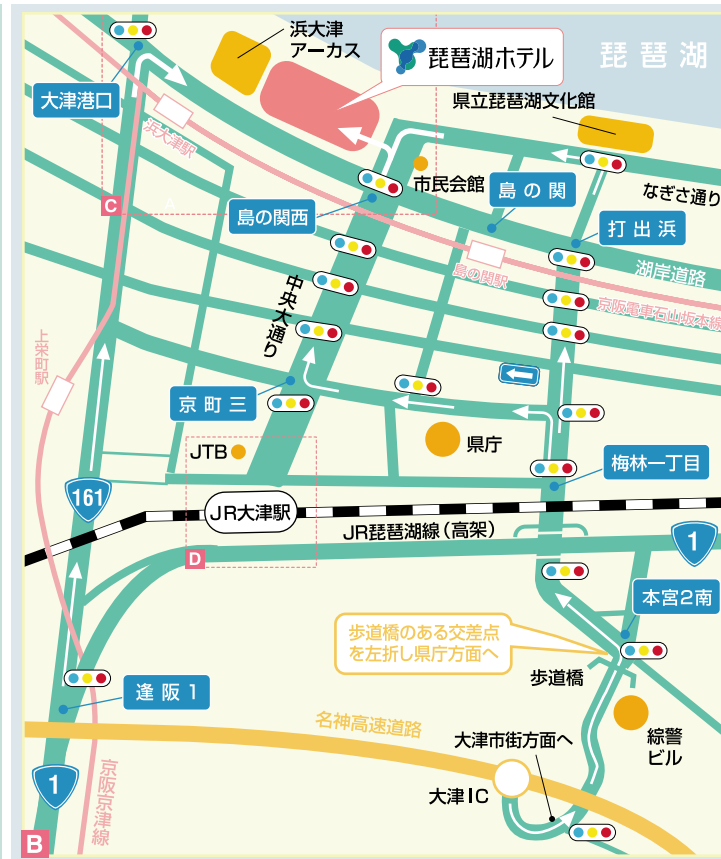 浜大津
アーカス
琵琶湖ホテル
琵琶湖
大津港口
県立琵琶湖文化館
浜大津駅
市民会館
島の関
なぎさ通り
C
A
島の関西
打出浜
湖岸道路
島の関駅
中央大通り
京阪電車石山坂本線
上栄町駅
京町三
県庁
JTB
梅林一丁目
161
JR大津駅
JR琵琶湖線(高架)
1
D
本宮2南
歩道橋のある交差点
を左折し県庁方面へ
歩道橋
逢阪1
名神高速道路
大津市街方面へ
綜警
ビル
京阪京津線
1
大津IC
B